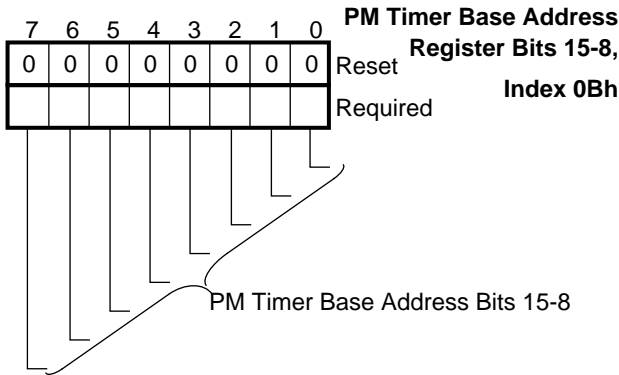 PM Timer Base Address
Register Bits 15-8,
Index 0Bh
7 6 5 4 3 2 1 0
0 0 0 0 0 0 0 0 Reset
Required
PM Timer Base Address Bits 15-8